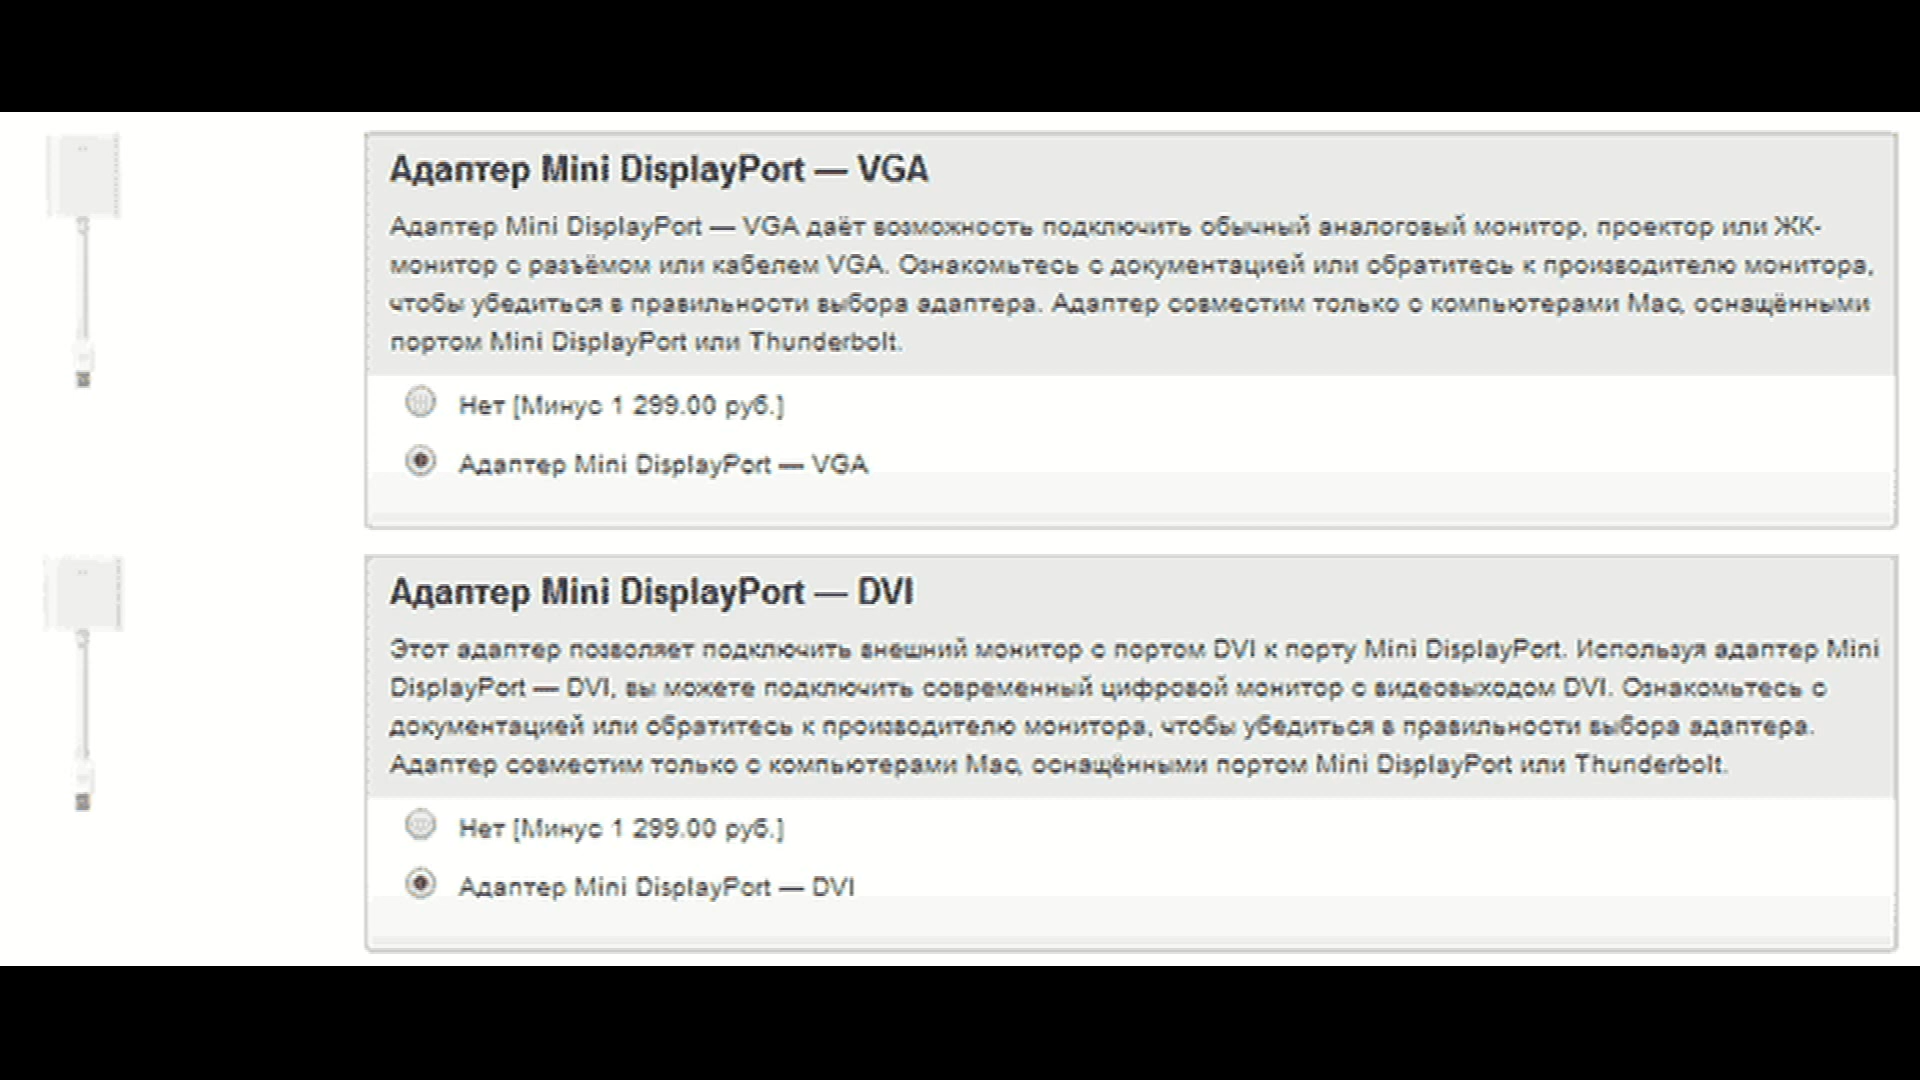 Адаптер Mini DisplayPort — VGA
Адаптер Mini DisplayPort — VGA даёт возможность подключить обычный аналоговый монитор, проектор или ЖК-
монитор с разъёмом или кабелем VGA. Ознакомьтесь с документацией или обратитесь к производителю монитора,
чтобы убедиться в правильности выбора адаптера. Адаптер совместим только с компьютерами Mac, оснащёнными
портом Mini DisplayPort или Thunderbolt.
Нет [Минус 1 299.00 руб.]
Адаптер Mini DisplayPort — VGA
Адаптер Mini DisplayPort — DVI
Этот адаптер позволяет подключить внешний монитор с портом DVI к порту Mini DisplayPort. Используя адаптер Mini
DisplayPort — DVI, вы можете подключить современный цифровой монитор с видеовыходом DVI. Ознакомьтесь с
документацией или обратитесь к производителю монитора, чтобы убедиться в правильности выбора адаптера.
Адаптер совместим только с компьютерами Mac, оснащёнными портом Mini DisplayPort или Thunderbolt.
Нет [Минус 1 299.00 руб.]
Адаптер Mini DisplayPort — DVI